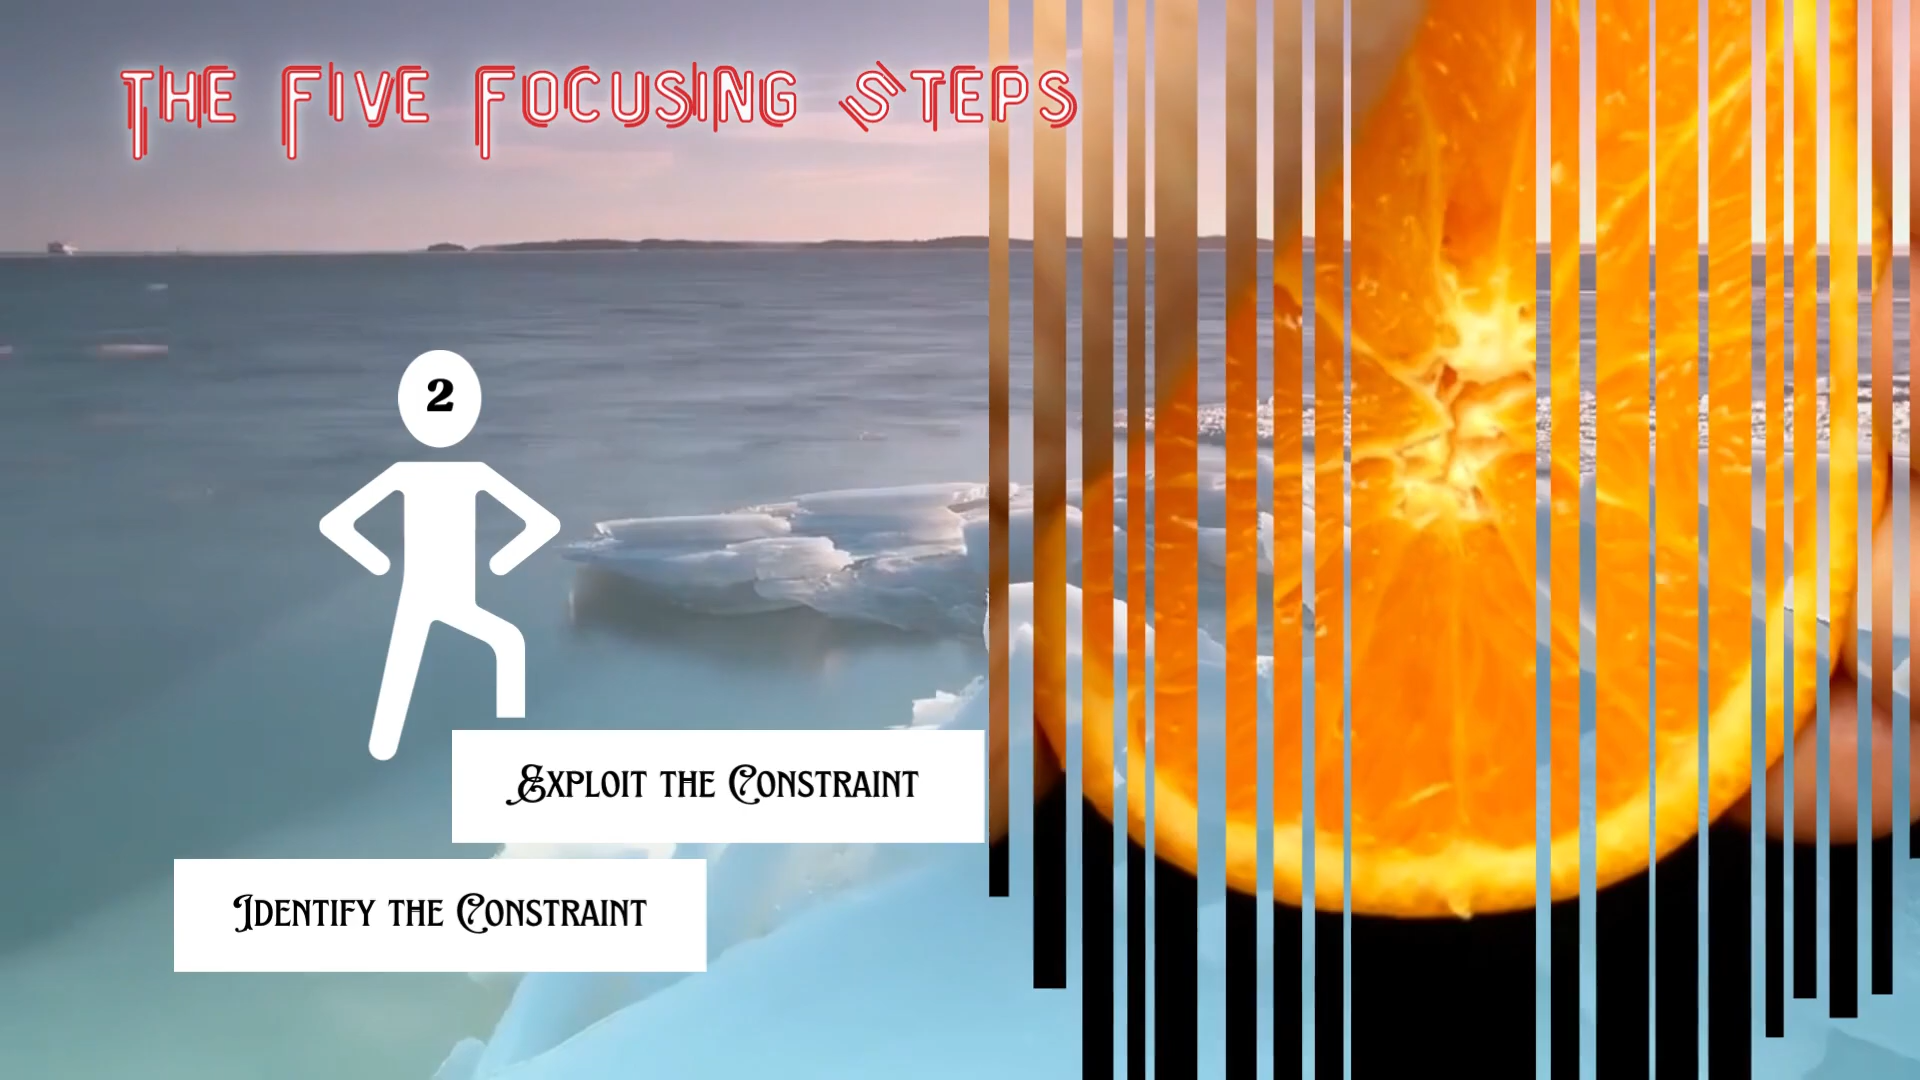 The Five Focusing Steps
2
Exploit the Constraint
Identify the Constraint